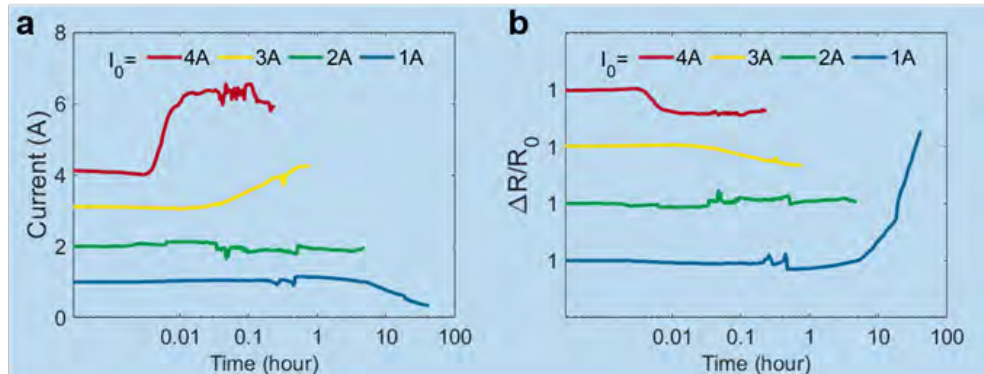 a
I0= 4A 3A 2A 1A
Current (A)
8
6
4
2
0
0.01 0.1 1 10 100
Time (hour)
b
I0= 4A 3A 2A 1A
ΔR/R0
1
1
1
1
0.01 0.1 1 10 100
Time (hour)